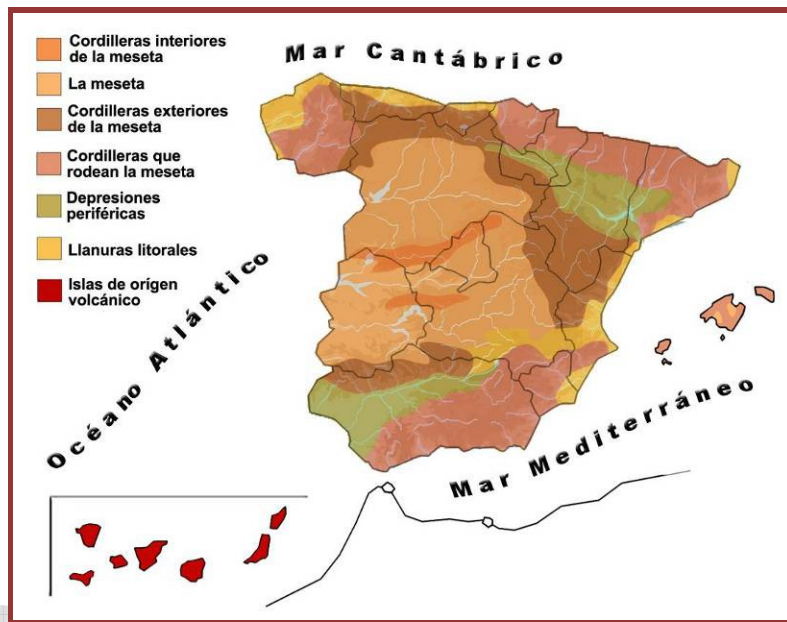 Cordilleras interiores
de la meseta
La meseta
Cordilleras exteriores
de la meseta
Cordilleras que
rodean la meseta
Depresiones
periféricas
Llanuras litorales
Islas de orígen
volcánico
Mar Cantábrico
Océano Atlántico
Mar Mediterráneo